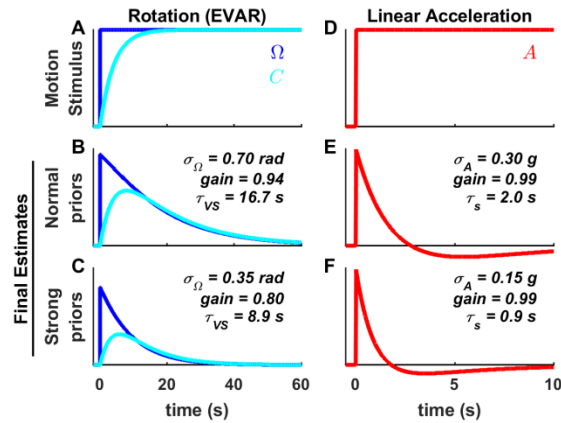 Rotation (EVAR)
Linear Acceleration
A
Ω
C
D
A
Motion
Stimulus
Final Estimates
Normal
priors
B
σΩ = 0.70 rad
gain = 0.94
τVS = 16.7 s
E
σA = 0.30 g
gain = 0.99
τs = 2.0 s
Strong
priors
C
σΩ = 0.35 rad
gain = 0.80
τVS = 8.9 s
F
σA = 0.15 g
gain = 0.99
τs = 0.9 s
0 20 40 60
0 5 10
time (s)
time (s)